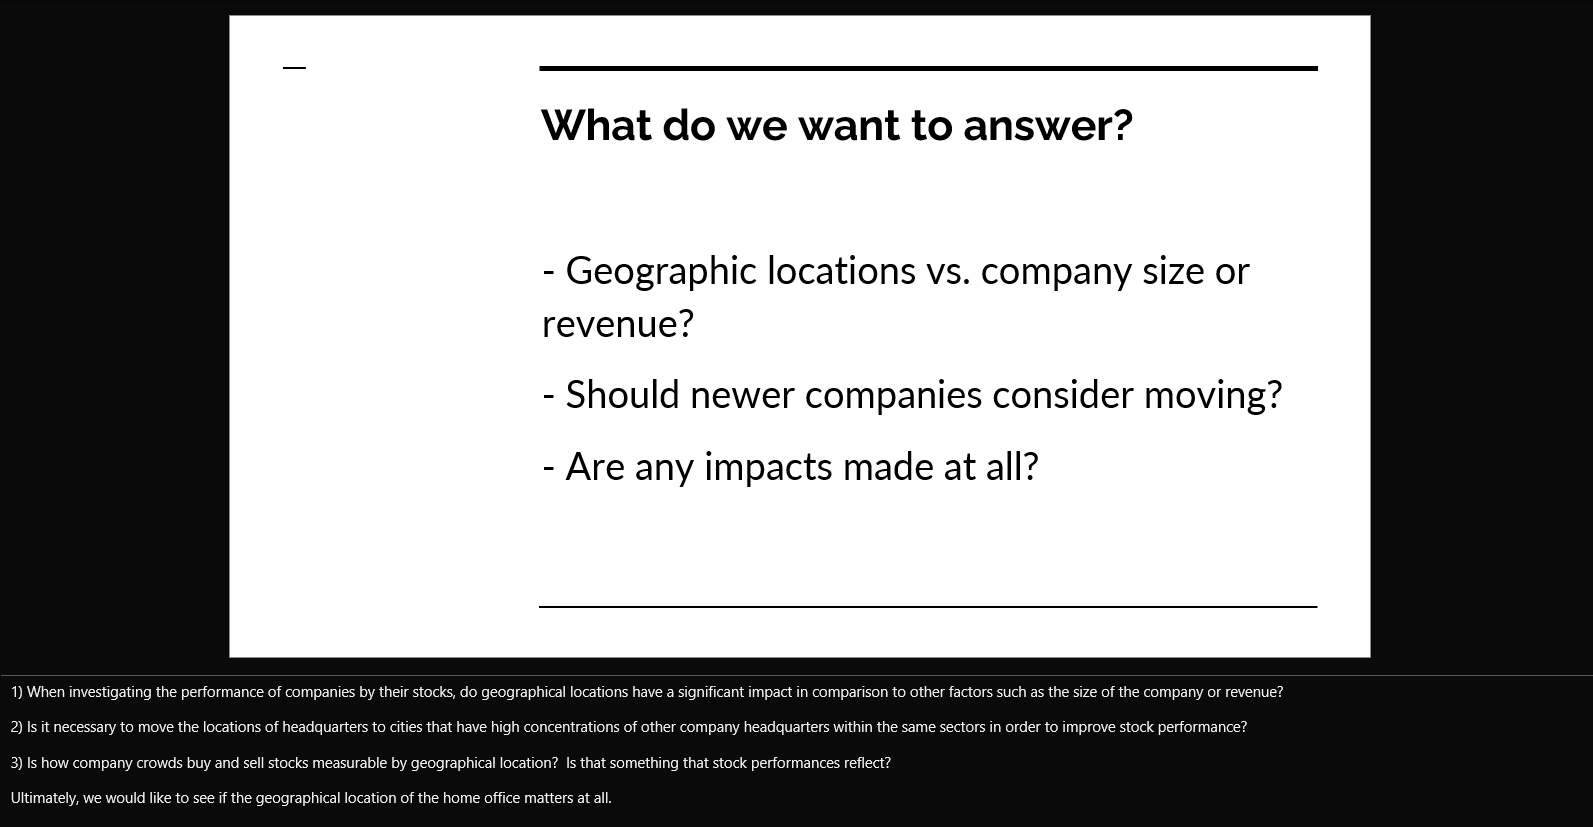 What do we want to answer?
- Geographic locations vs. company size or
revenue?
- Should newer companies consider moving?
- Are any impacts made at all?
1) When investigating the performance of companies by their stocks, do geographical locations have a significant impact in comparison to other factors such as the size of the company or revenue?
2) Is it necessary to move the locations of headquarters to cities that have high concentrations of other company headquarters within the same sectors in order to improve stock performance?
3) Is how company crowds buy and sell stocks measurable by geographical location?  Is that something that stock performances reflect?
Ultimately, we would like to see if the geographical location of the home office matters at all.